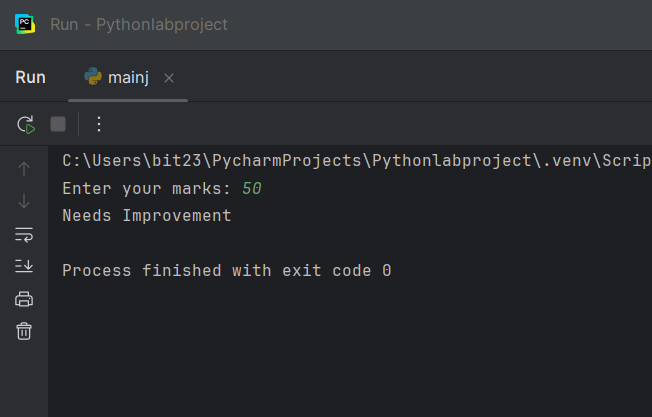 PC
Run - Pythonlabproject
Run mainj
C:\Users\bit23\PycharmProjects\Pythonlabproject\.venv\Scrip
Enter your marks: 50
Needs Improvement
Process finished with exit code 0